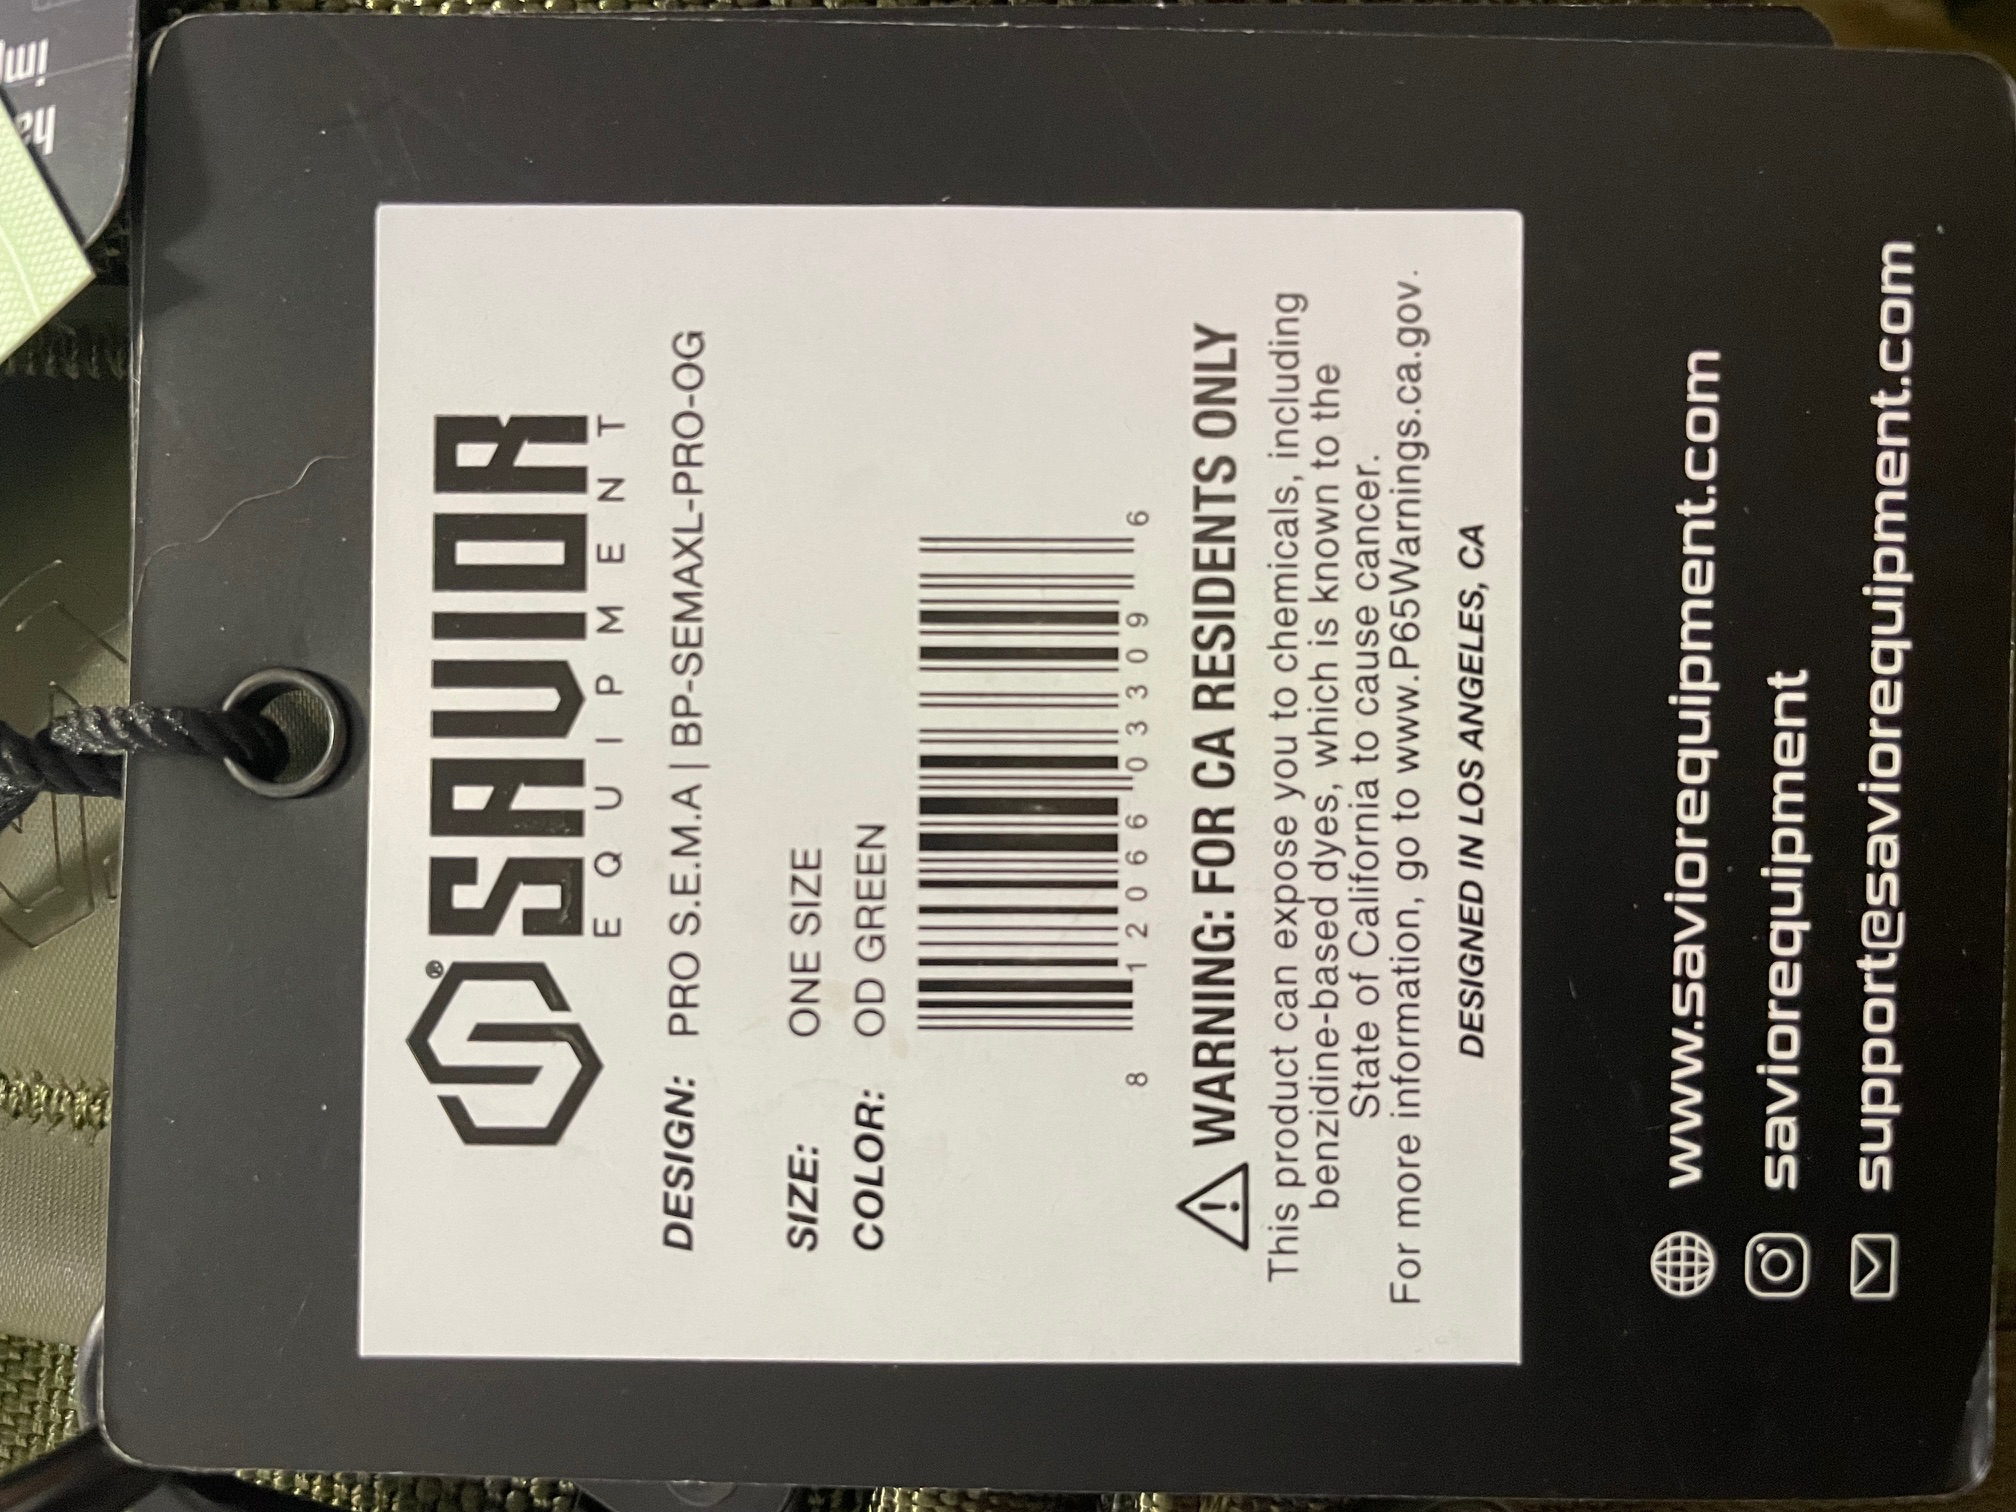 SAVIOR®
EQUIPMENT
DESIGN: PRO S.E.M.A | BP-SEMAXL-PRO-OG
SIZE: ONE SIZE
COLOR: OD GREEN
8 12066 03309 6
WARNING: FOR CA RESIDENTS ONLY
This product can expose you to chemicals, including
benzidine-based dyes, which is known to the
State of California to cause cancer.
For more information, go to www.P65Warnings.ca.gov.
DESIGNED IN LOS ANGELES, CA
www.saviorequipment.com
saviorequipment
support@saviorequipment.com